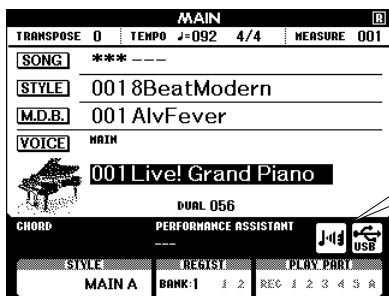 MAIN R
TRANSPOSE 0 TEMPO ♩=092 4/4 MEASURE 001
SONG ***---
STYLE 001 8BeatModern
M.D.B. 001 AlvFever
VOICE MAIN
001 Live! Grand Piano
DUAL 056
CHORD PERFORMANCE ASSISTANT
---
USB
STYLE REGIST PLAY PART
MAIN A BANK:1 1 2 REC 1 2 3 4 5 A